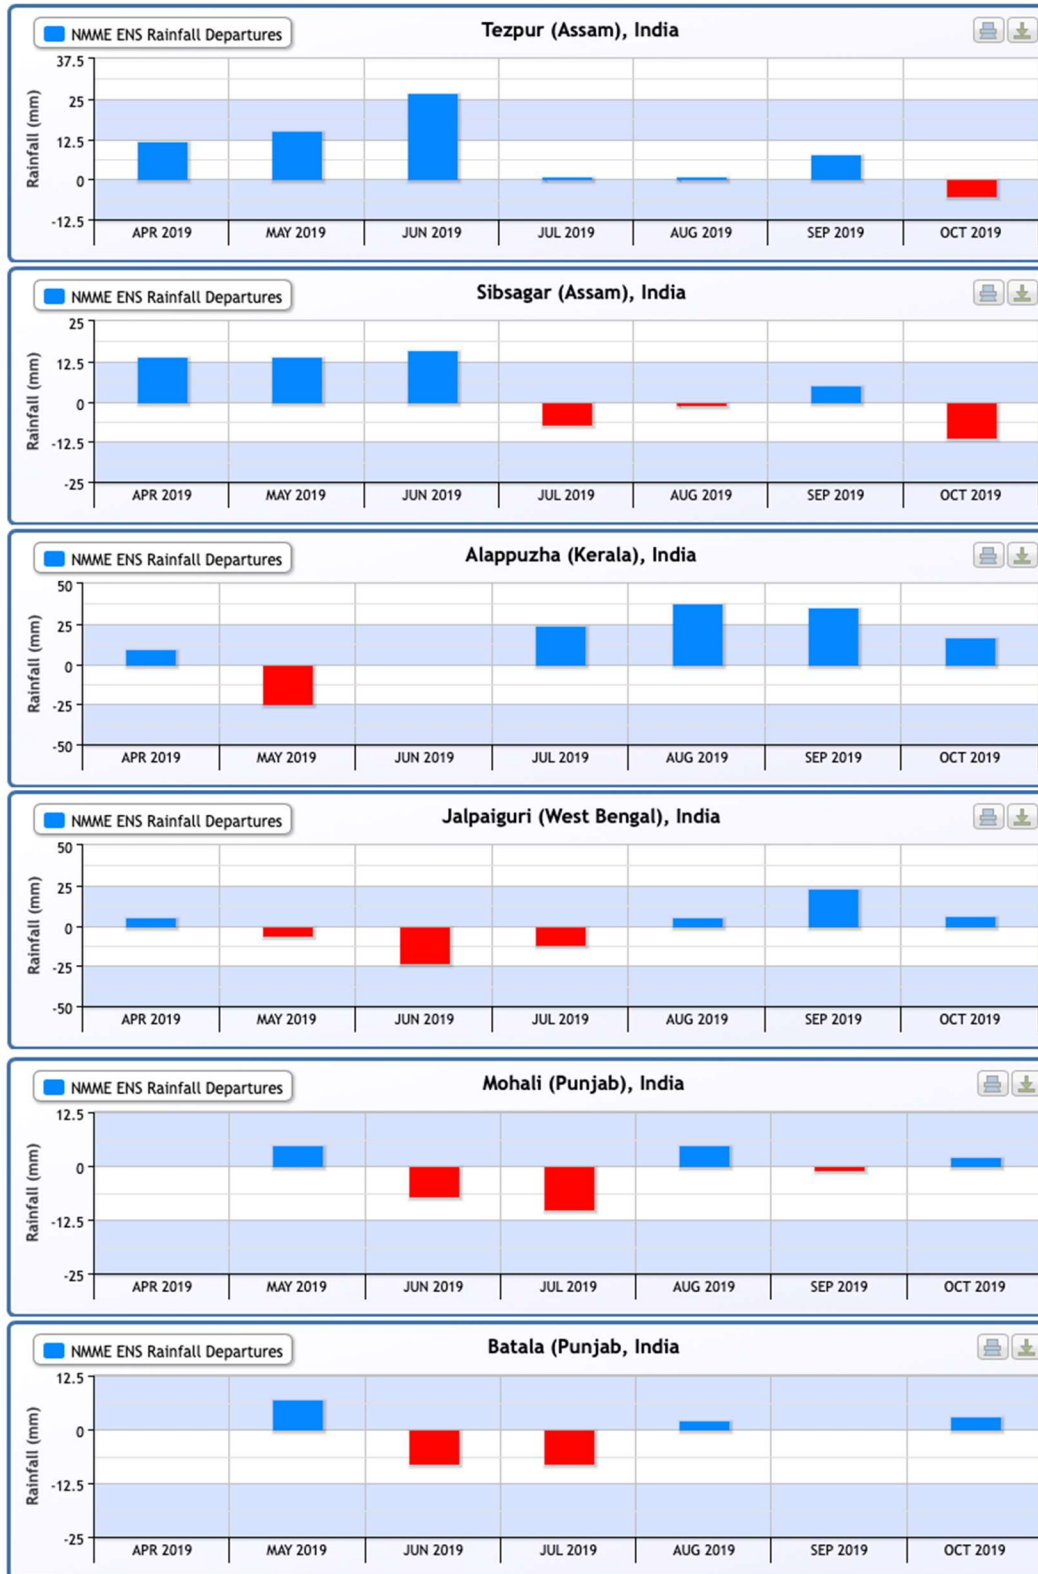 NMME ENS Rainfall Departures
Tezpur (Assam), India
Rainfall (mm)
37.5
25
12.5
0
-12.5
APR 2019 MAY 2019 JUN 2019 JUL 2019 AUG 2019 SEP 2019 OCT 2019
NMME ENS Rainfall Departures
Sibsagar (Assam), India
Rainfall (mm)
25
12.5
0
-12.5
-25
APR 2019 MAY 2019 JUN 2019 JUL 2019 AUG 2019 SEP 2019 OCT 2019
NMME ENS Rainfall Departures
Alappuzha (Kerala), India
Rainfall (mm)
50
25
0
-25
-50
APR 2019 MAY 2019 JUN 2019 JUL 2019 AUG 2019 SEP 2019 OCT 2019
NMME ENS Rainfall Departures
Jalpaiguri (West Bengal), India
Rainfall (mm)
50
25
0
-25
-50
APR 2019 MAY 2019 JUN 2019 JUL 2019 AUG 2019 SEP 2019 OCT 2019
NMME ENS Rainfall Departures
Mohali (Punjab), India
Rainfall (mm)
12.5
0
-12.5
-25
APR 2019 MAY 2019 JUN 2019 JUL 2019 AUG 2019 SEP 2019 OCT 2019
NMME ENS Rainfall Departures
Batala (Punjab, India
Rainfall (mm)
12.5
0
-12.5
-25
APR 2019 MAY 2019 JUN 2019 JUL 2019 AUG 2019 SEP 2019 OCT 2019